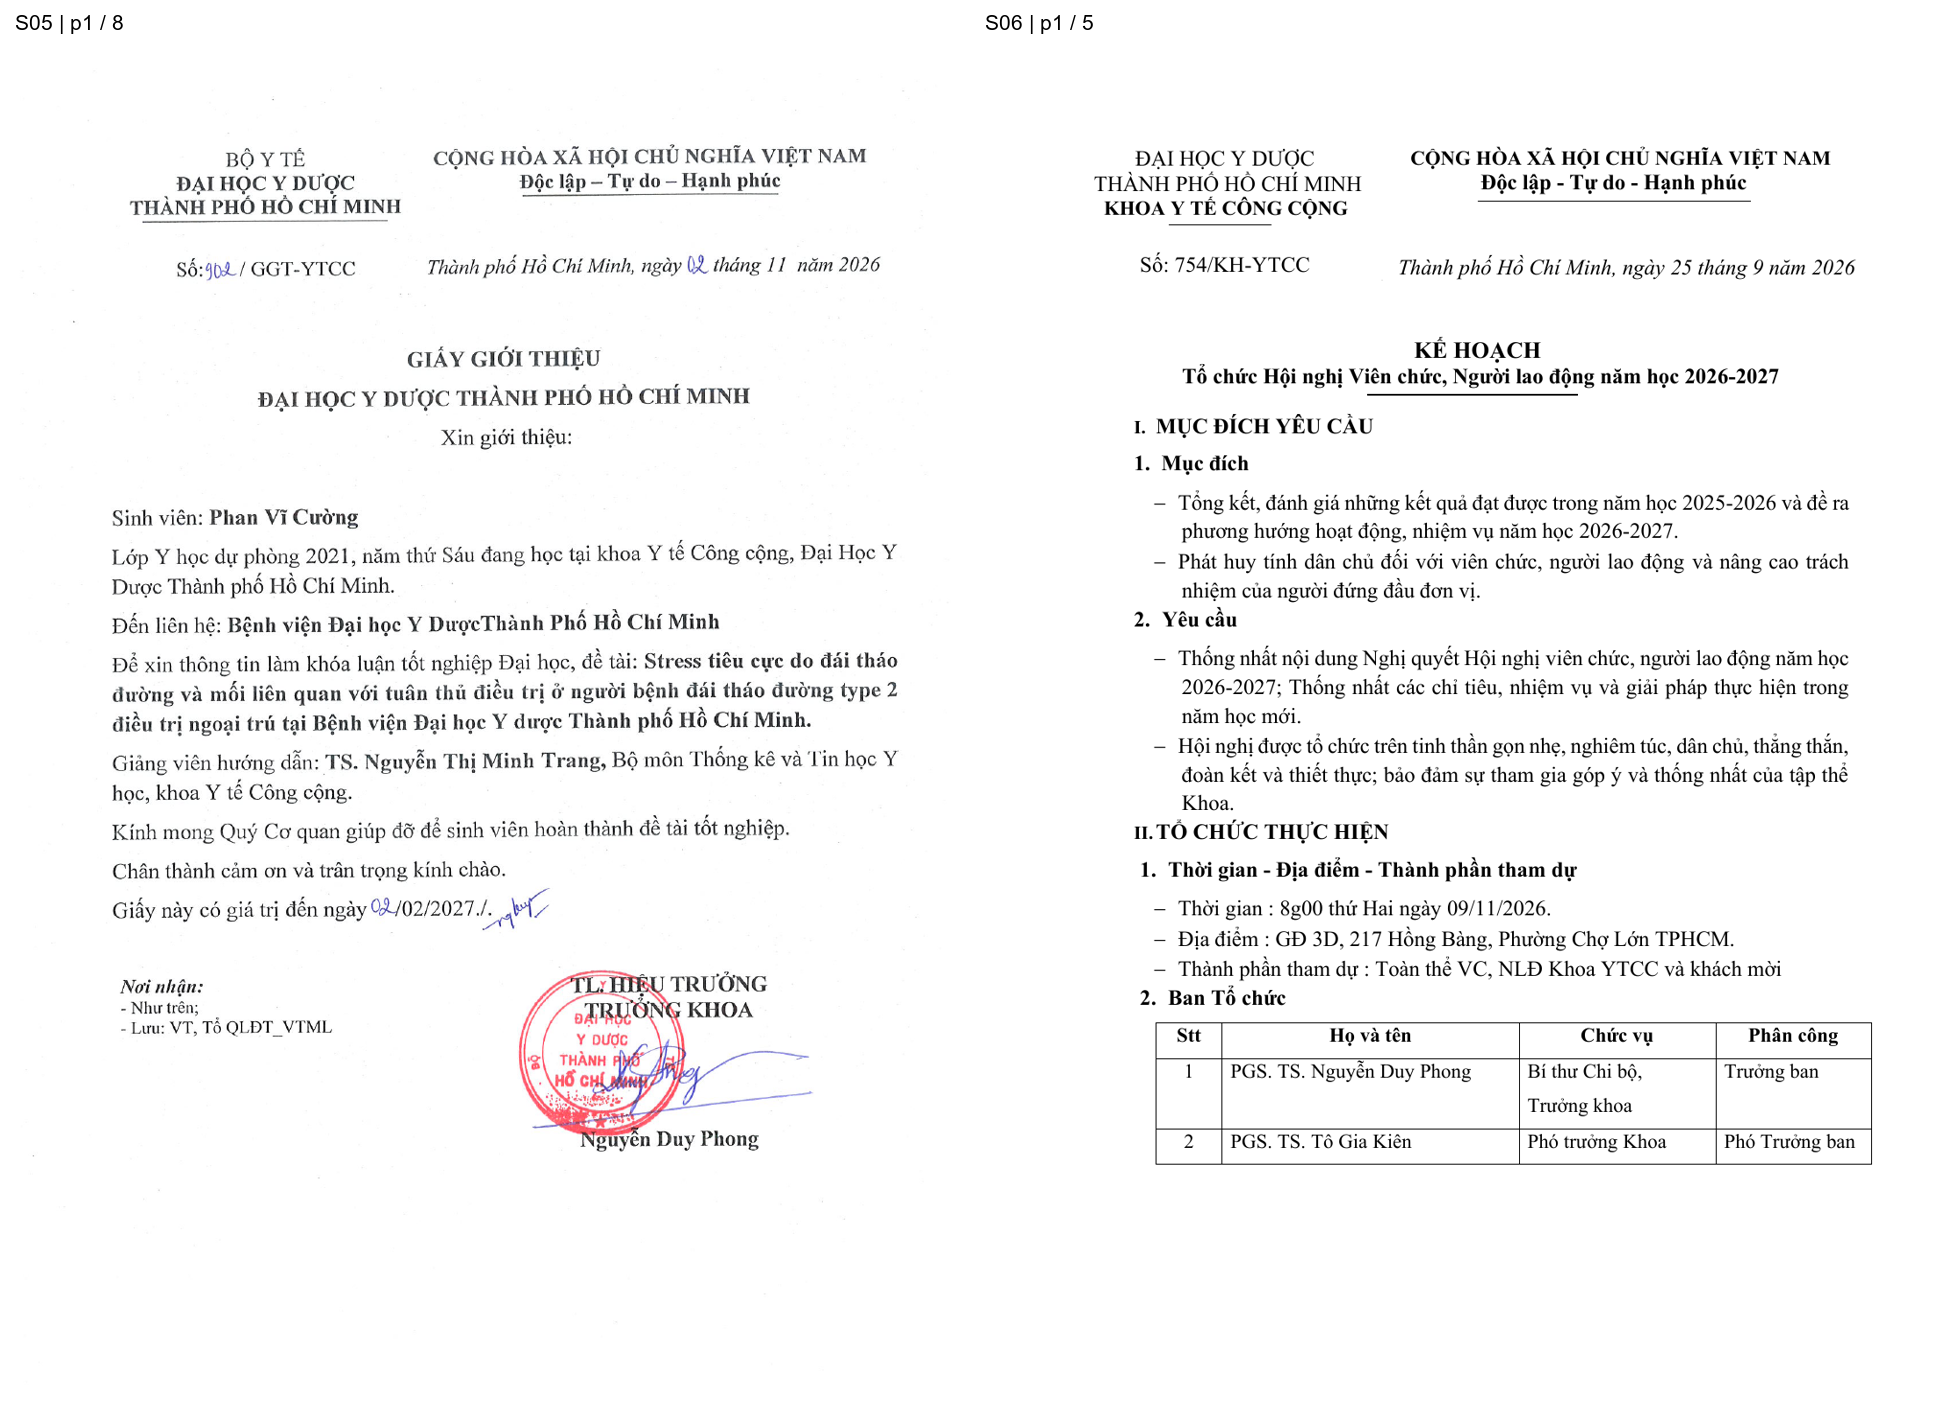 S05 | p1 / 8
BỘ Y TẾ
ĐẠI HỌC Y DƯỢC
THÀNH PHỐ HỒ CHÍ MINH
CỘNG HÒA XÃ HỘI CHỦ NGHĨA VIỆT NAM
Độc lập – Tự do – Hạnh phúc
Số:902/ GGT-YTCC
Thành phố Hồ Chí Minh, ngày 02 tháng 11 năm 2026
GIẤY GIỚI THIỆU
ĐẠI HỌC Y DƯỢC THÀNH PHỐ HỒ CHÍ MINH
Xin giới thiệu:
Sinh viên: Phan Vĩ Cường
Lớp Y học dự phòng 2021, năm thứ Sáu đang học tại khoa Y tế Công cộng, Đại Học Y
Dược Thành phố Hồ Chí Minh.
Đến liên hệ: Bệnh viện Đại học Y DượcThành Phố Hồ Chí Minh
Để xin thông tin làm khóa luận tốt nghiệp Đại học, đề tài: Stress tiêu cực do đái tháo
đường và mối liên quan với tuân thủ điều trị ở người bệnh đái tháo đường type 2
điều trị ngoại trú tại Bệnh viện Đại học Y dược Thành phố Hồ Chí Minh.
Giảng viên hướng dẫn: TS. Nguyễn Thị Minh Trang, Bộ môn Thống kê và Tin học Y
học, khoa Y tế Công cộng.
Kính mong Quý Cơ quan giúp đỡ để sinh viên hoàn thành đề tài tốt nghiệp.
Chân thành cảm ơn và trân trọng kính chào.
Giấy này có giá trị đến ngày 02/02/2027./.
Nơi nhận:
- Như trên;
- Lưu: VT, Tổ QLĐT_VTML
TL. HIỆU TRƯỞNG
TRƯỞNG KHOA
ĐẠI HỌC
Y DƯỢC
THÀNH PHỐ
HỒ CHÍ MINH
Nguyễn Duy Phong
S06 | p1 / 5
ĐẠI HỌC Y DƯỢC
THÀNH PHỐ HỒ CHÍ MINH
KHOA Y TẾ CÔNG CỘNG
CỘNG HÒA XÃ HỘI CHỦ NGHĨA VIỆT NAM
Độc lập - Tự do - Hạnh phúc
Số: 754/KH-YTCC
Thành phố Hồ Chí Minh, ngày 25 tháng 9 năm 2026
KẾ HOẠCH
Tổ chức Hội nghị Viên chức, Người lao động năm học 2026-2027
I. MỤC ĐÍCH YÊU CẦU
1. Mục đích
– Tổng kết, đánh giá những kết quả đạt được trong năm học 2025-2026 và đề ra
phương hướng hoạt động, nhiệm vụ năm học 2026-2027.
– Phát huy tính dân chủ đối với viên chức, người lao động và nâng cao trách
nhiệm của người đứng đầu đơn vị.
2. Yêu cầu
– Thống nhất nội dung Nghị quyết Hội nghị viên chức, người lao động năm học
2026-2027; Thống nhất các chỉ tiêu, nhiệm vụ và giải pháp thực hiện trong
năm học mới.
– Hội nghị được tổ chức trên tinh thần gọn nhẹ, nghiêm túc, dân chủ, thẳng thắn,
đoàn kết và thiết thực; bảo đảm sự tham gia góp ý và thống nhất của tập thể
Khoa.
II. TỔ CHỨC THỰC HIỆN
1. Thời gian - Địa điểm - Thành phần tham dự
– Thời gian : 8g00 thứ Hai ngày 09/11/2026.
– Địa điểm : GĐ 3D, 217 Hồng Bàng, Phường Chợ Lớn TPHCM.
– Thành phần tham dự : Toàn thể VC, NLĐ Khoa YTCC và khách mời
2. Ban Tổ chức
Stt Họ và tên Chức vụ Phân công
1 PGS. TS. Nguyễn Duy Phong Bí thư Chi bộ, Trưởng ban
Trưởng khoa
2 PGS. TS. Tô Gia Kiên Phó trưởng Khoa Phó Trưởng ban